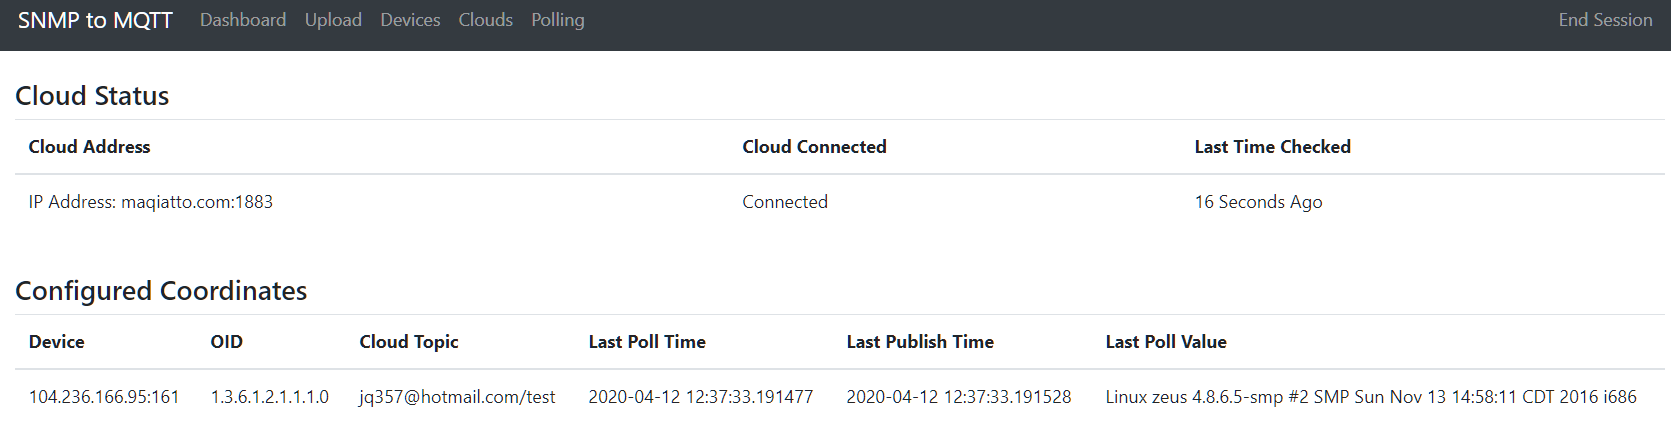 SNMP to MQTT Dashboard Upload Devices Clouds Polling End Session
Cloud Status
Cloud Address Cloud Connected Last Time Checked
IP Address: maqiatto.com:1883 Connected 16 Seconds Ago
Configured Coordinates
Device OID Cloud Topic Last Poll Time Last Publish Time Last Poll Value
104.236.166.95:161 1.3.6.1.2.1.1.1.0 jq357@hotmail.com/test 2020-04-12 12:37:33.191477 2020-04-12 12:37:33.191528 Linux zeus 4.8.6.5-smp #2 SMP Sun Nov 13 14:58:11 CDT 2016 i686